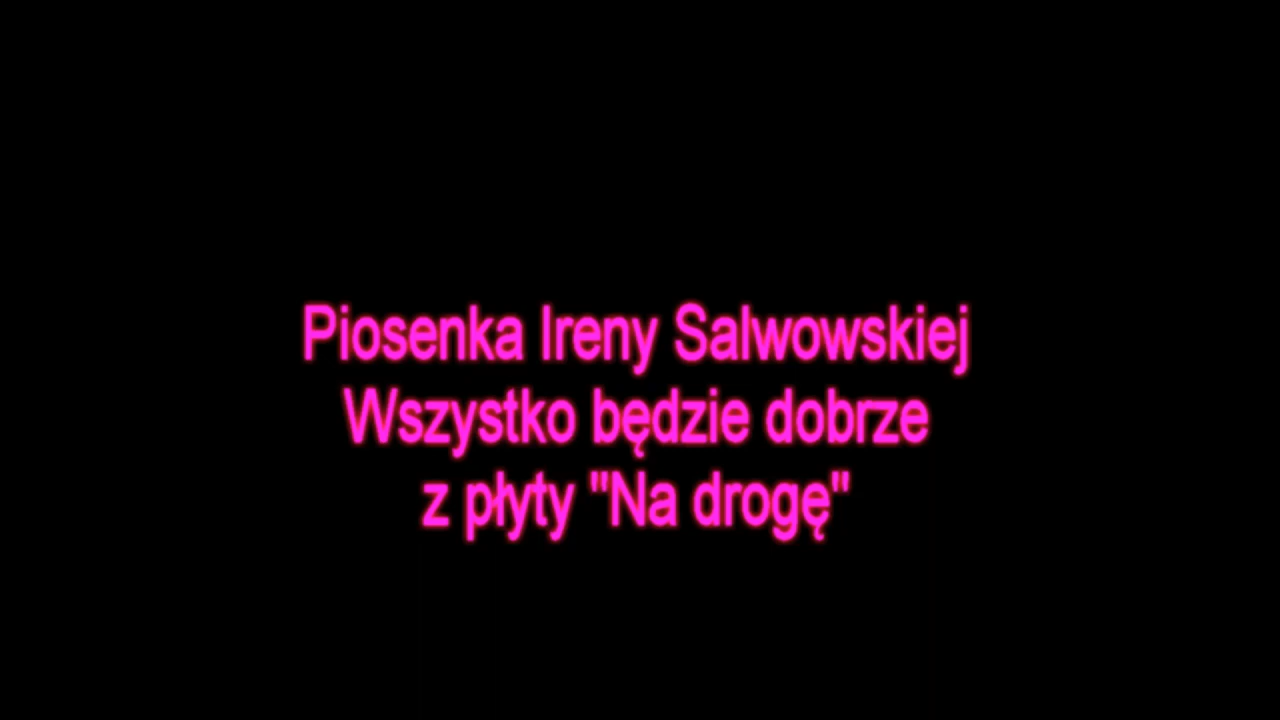 Piosenka Ireny Salwowskiej
Wszystko będzie dobrze
z płyty "Na drogę"